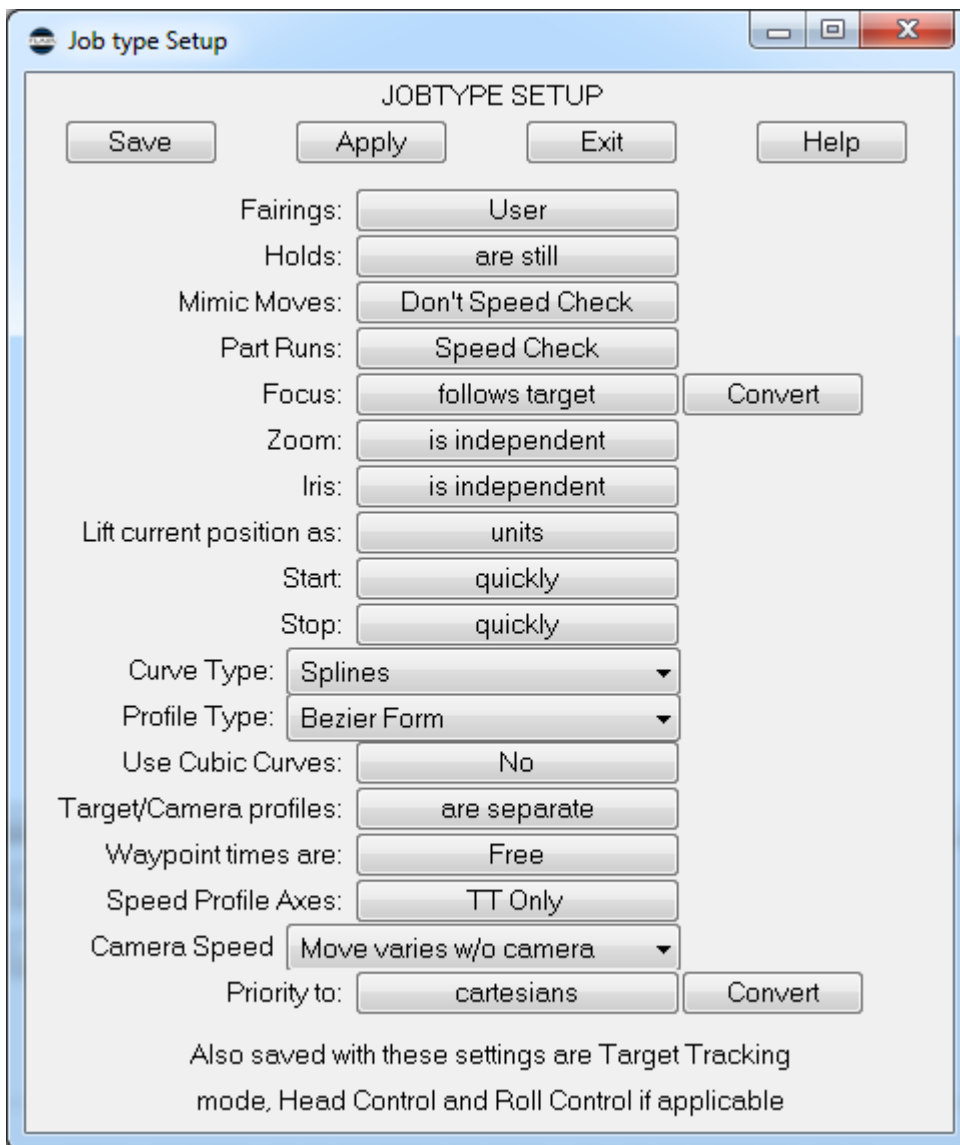 Job type Setup
JOBTYPE SETUP
Save Apply Exit Help
Fairings: User
Holds: are still
Mimic Moves: Don't Speed Check
Part Runs: Speed Check
Focus: follows target Convert
Zoom: is independent
Iris: is independent
Lift current position as: units
Start: quickly
Stop: quickly
Curve Type: Splines
Profile Type: Bezier Form
Use Cubic Curves: No
Target/Camera profiles: are separate
Waypoint times are: Free
Speed Profile Axes: TT Only
Camera Speed Move varies w/o camera
Priority to: cartesians Convert
Also saved with these settings are Target Tracking
mode, Head Control and Roll Control if applicable